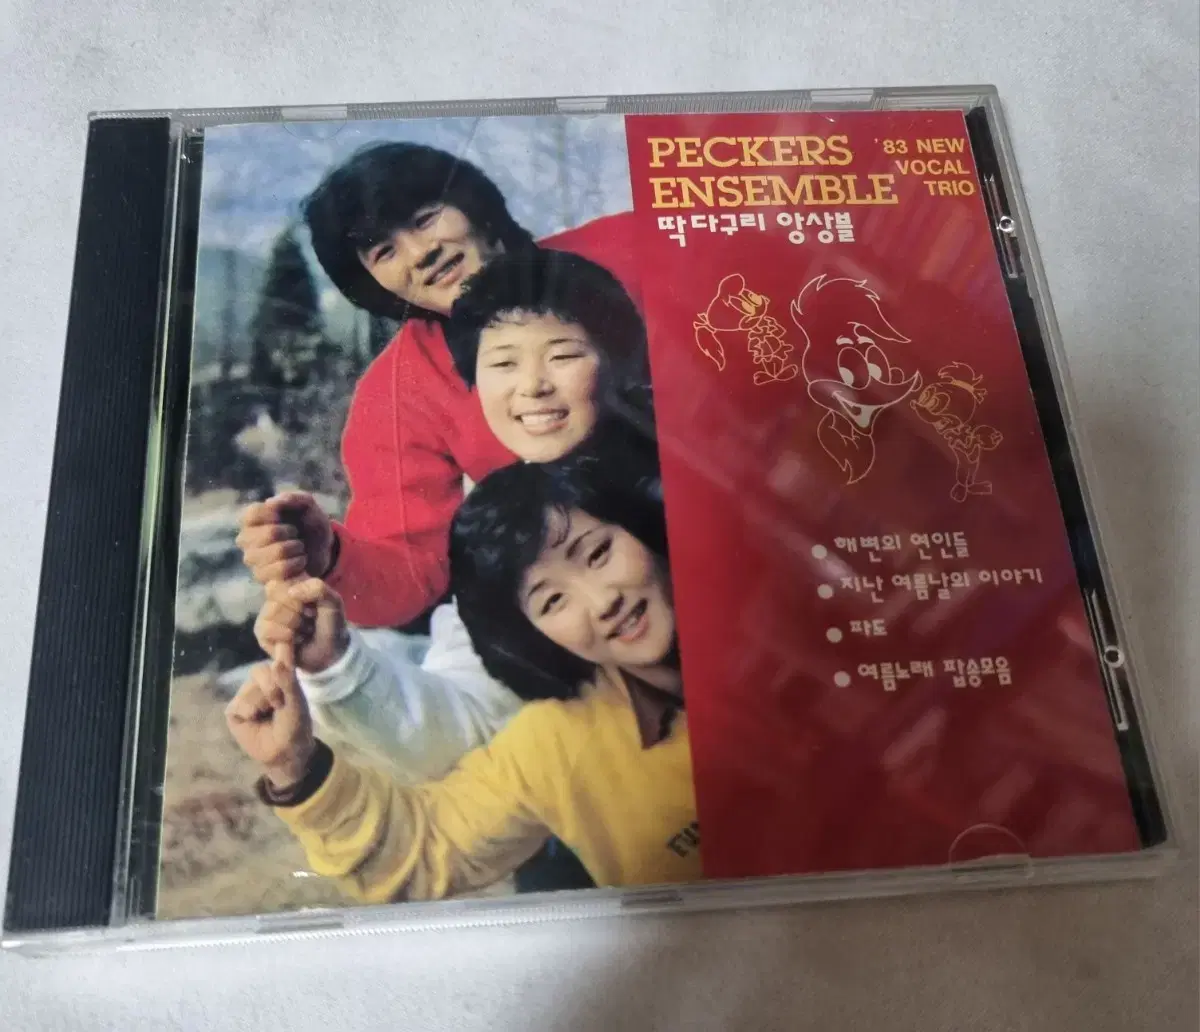 PECKERS
ENSEMBLE
'83 NEW
VOCAL
TRIO
딱다구리 앙상블
해변의 연인들
지난 여름날의 이야기
파도
여름노래 팝송모음